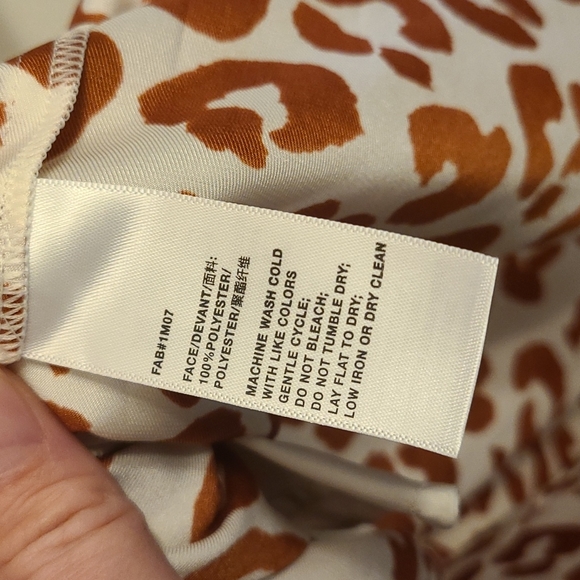 FAB#1M07
FACE/DEVANT/面料:
100%POLYESTER/
POLYESTER/聚酯纤维
MACHINE WASH COLD
WITH LIKE COLORS
GENTLE CYCLE;
DO NOT BLEACH;
DO NOT TUMBLE DRY;
LAY FLAT TO DRY;
LOW IRON OR DRY CLEAN